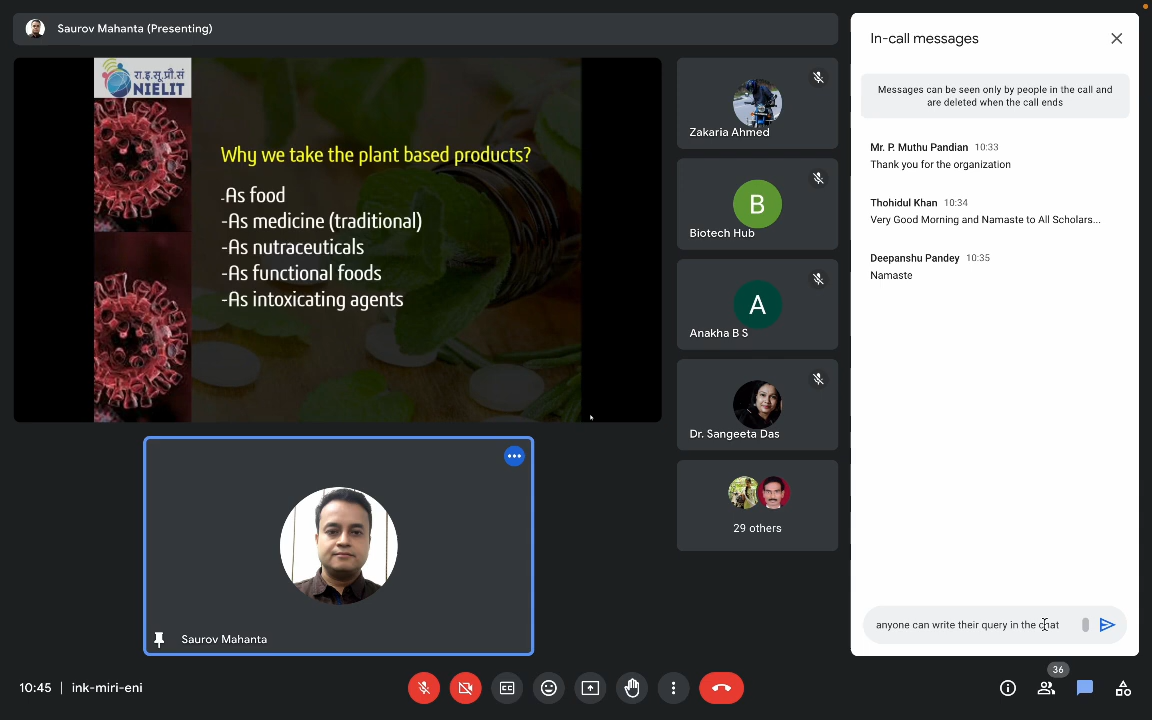 Saurov Mahanta (Presenting)
रा.इ.सू.प्रौ.सं
NIELIT
Why we take the plant based products?
-As food
-As medicine (traditional)
-As nutraceuticals
-As functional foods
-As intoxicating agents
Saurov Mahanta
Zakaria Ahmed
B
Biotech Hub
A
Anakha B S
Dr. Sangeeta Das
29 others
In-call messages
Messages can be seen only by people in the call and
are deleted when the call ends
Mr. P. Muthu Pandian 10:33
Thank you for the organization
Thohidul Khan 10:34
Very Good Morning and Namaste to All Scholars...
Deepanshu Pandey 10:35
Namaste
anyone can write their query in the chat
10:45 | ink-miri-eni
CC
36